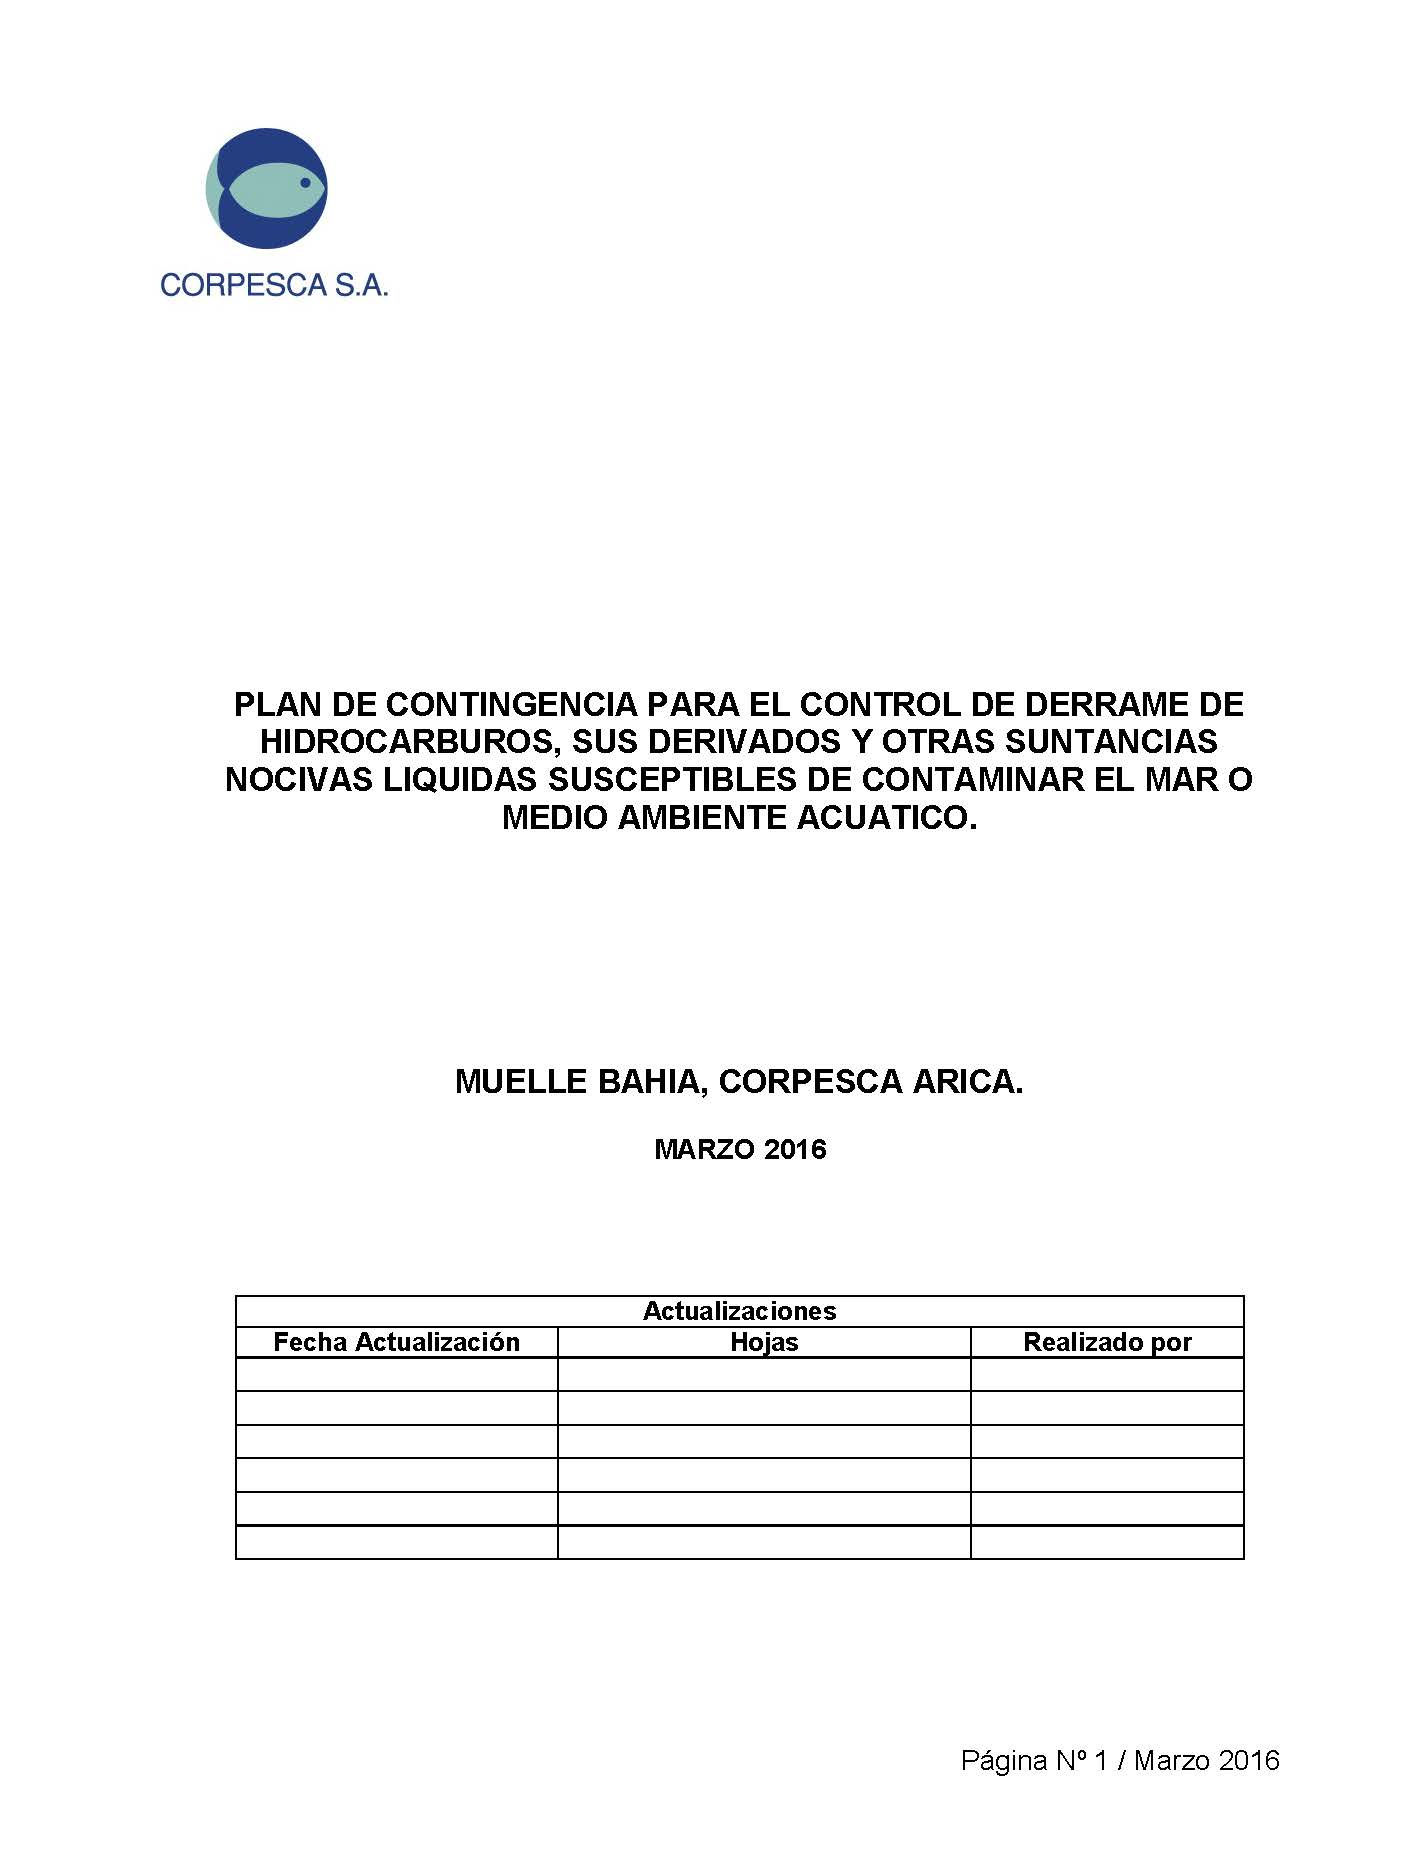 CORPESCA S.A.
PLAN DE CONTINGENCIA PARA EL CONTROL DE DERRAME DE
HIDROCARBUROS, SUS DERIVADOS Y OTRAS SUNTANCIAS
NOCIVAS LIQUIDAS SUSCEPTIBLES DE CONTAMINAR EL MAR O
MEDIO AMBIENTE ACUATICO.
MUELLE BAHIA, CORPESCA ARICA.
MARZO 2016
Actualizaciones
Fecha Actualización Hojas Realizado por
Página Nº 1 / Marzo 2016